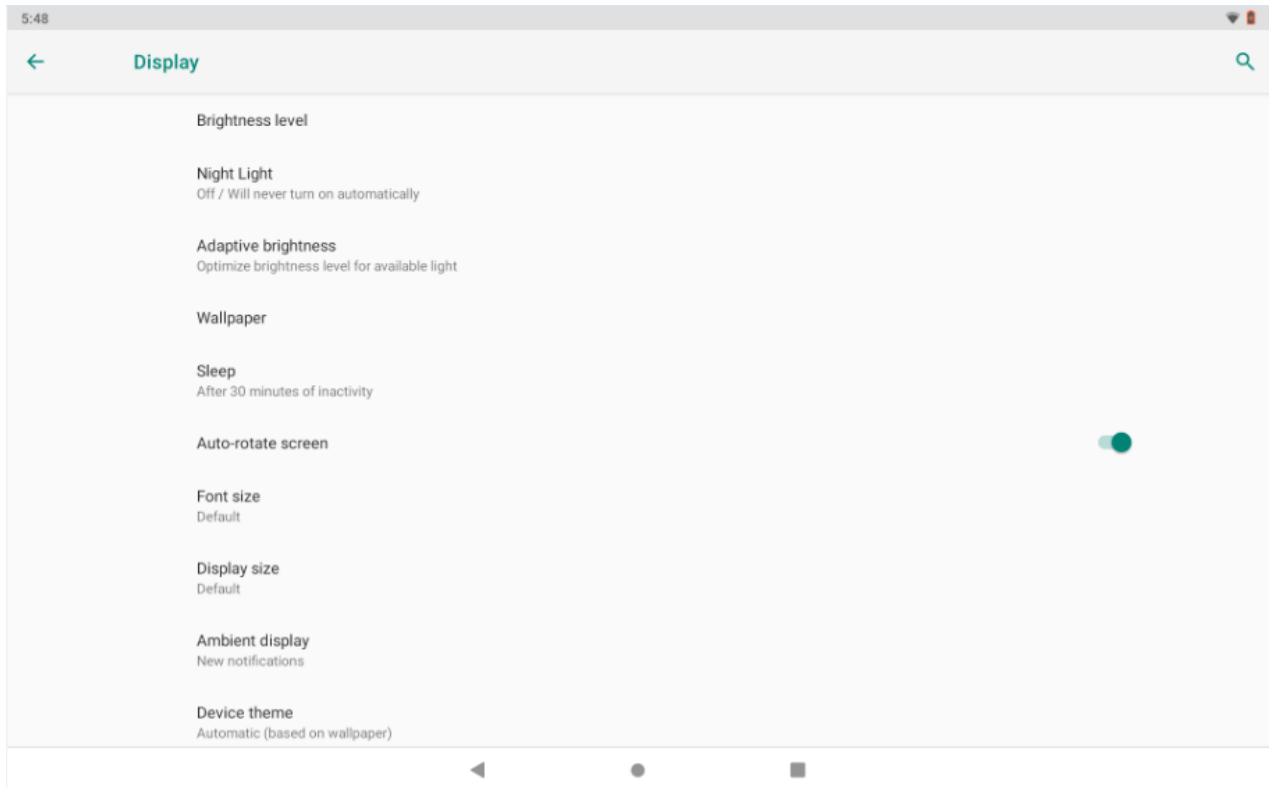 5:48
Display
Brightness level
Night Light
Off / Will never turn on automatically
Adaptive brightness
Optimize brightness level for available light
Wallpaper
Sleep
After 30 minutes of inactivity
Auto-rotate screen
Font size
Default
Display size
Default
Ambient display
New notifications
Device theme
Automatic (based on wallpaper)